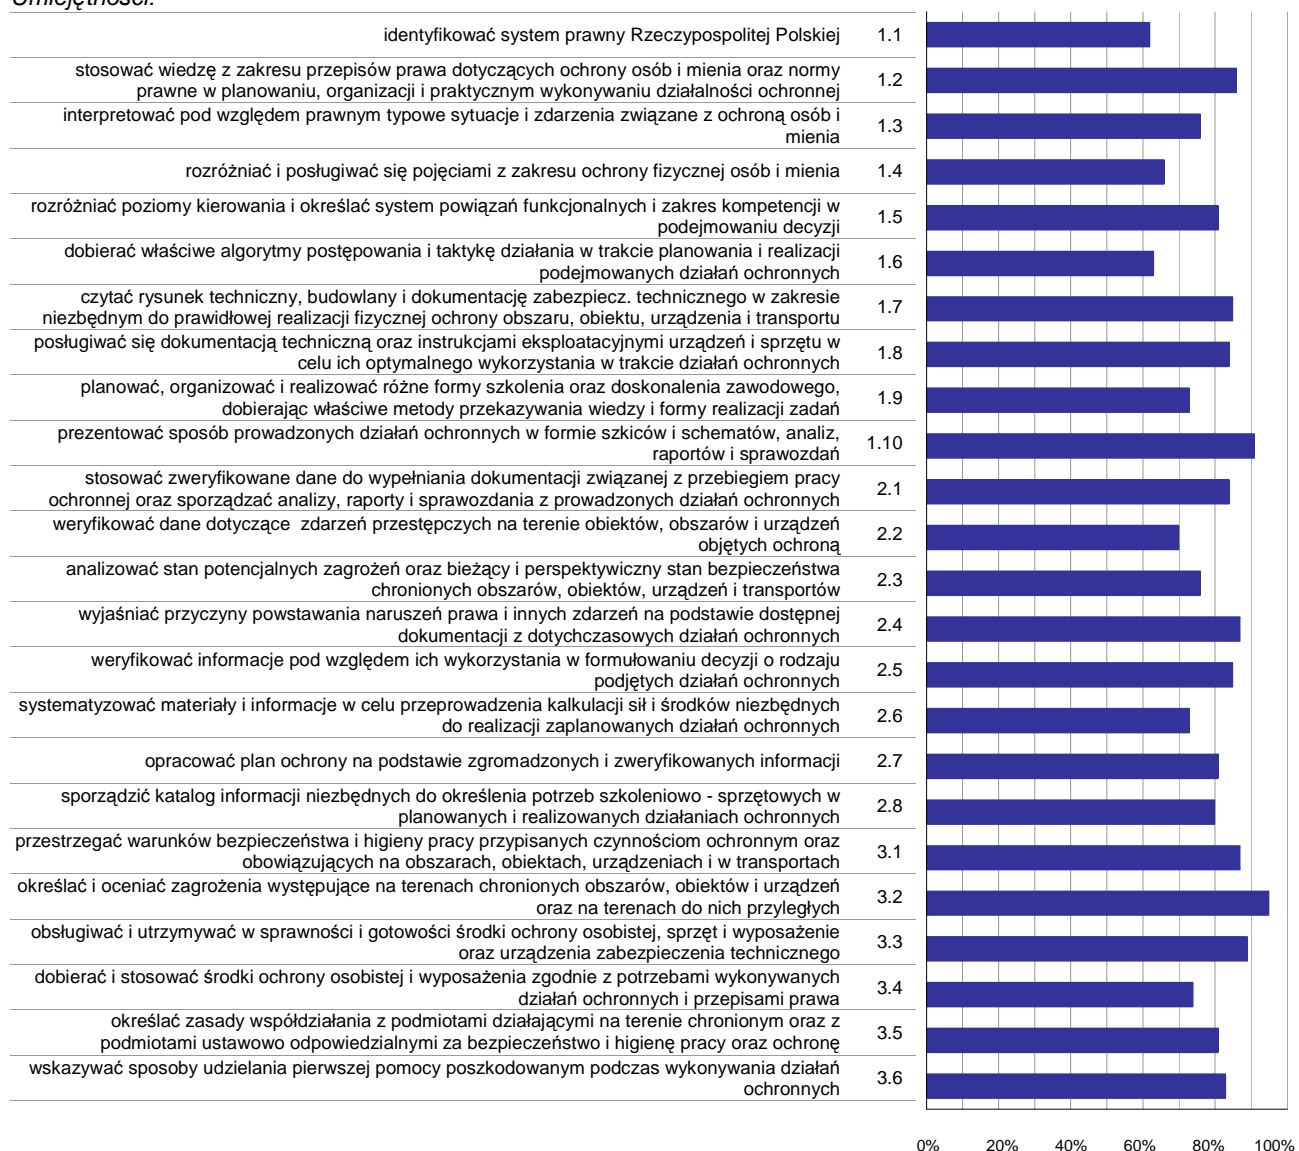 Umiejętności:
identyfikować system prawny Rzeczypospolitej Polskiej 1.1
stosować wiedzę z zakresu przepisów prawa dotyczących ochrony osób i mienia oraz normy
prawne w planowaniu, organizacji i praktycznym wykonywaniu działalności ochronnej 1.2
interpretować pod względem prawnym typowe sytuacje i zdarzenia związane z ochroną osób i
mienia 1.3
rozróżniać i posługiwać się pojęciami z zakresu ochrony fizycznej osób i mienia 1.4
rozróżniać poziomy kierowania i określać system powiązań funkcjonalnych i zakres kompetencji w
podejmowaniu decyzji 1.5
dobierać właściwe algorytmy postępowania i taktykę działania w trakcie planowania i realizacji
podejmowanych działań ochronnych 1.6
czytać rysunek techniczny, budowlany i dokumentację zabezpiecz. technicznego w zakresie
niezbędnym do prawidłowej realizacji fizycznej ochrony obszaru, obiektu, urządzenia i transportu 1.7
posługiwać się dokumentacją techniczną oraz instrukcjami eksploatacyjnymi urządzeń i sprzętu w
celu ich optymalnego wykorzystania w trakcie działań ochronnych 1.8
planować, organizować i realizować różne formy szkolenia oraz doskonalenia zawodowego,
dobierając właściwe metody przekazywania wiedzy i formy realizacji zadań 1.9
prezentować sposób prowadzonych działań ochronnych w formie szkiców i schematów, analiz,
raportów i sprawozdań 1.10
stosować zweryfikowane dane do wypełniania dokumentacji związanej z przebiegiem pracy
ochronnej oraz sporządzać analizy, raporty i sprawozdania z prowadzonych działań ochronnych 2.1
weryfikować dane dotyczące zdarzeń przestępczych na terenie obiektów, obszarów i urządzeń
objętych ochroną 2.2
analizować stan potencjalnych zagrożeń oraz bieżący i perspektywiczny stan bezpieczeństwa
chronionych obszarów, obiektów, urządzeń i transportów 2.3
wyjaśniać przyczyny powstawania naruszeń prawa i innych zdarzeń na podstawie dostępnej
dokumentacji z dotychczasowych działań ochronnych 2.4
weryfikować informacje pod względem ich wykorzystania w formułowaniu decyzji o rodzaju
podjętych działań ochronnych 2.5
systematyzować materiały i informacje w celu przeprowadzenia kalkulacji sił i środków niezbędnych
do realizacji zaplanowanych działań ochronnych 2.6
opracować plan ochrony na podstawie zgromadzonych i zweryfikowanych informacji 2.7
sporządzić katalog informacji niezbędnych do określenia potrzeb szkoleniowo - sprzętowych w
planowanych i realizowanych działaniach ochronnych 2.8
przestrzegać warunków bezpieczeństwa i higieny pracy przypisanych czynnościom ochronnym oraz
obowiązujących na obszarach, obiektach, urządzeniach i w transportach 3.1
określać i oceniać zagrożenia występujące na terenach chronionych obszarów, obiektów i urządzeń
oraz na terenach do nich przyległych 3.2
obsługiwać i utrzymywać w sprawności i gotowości środki ochrony osobistej, sprzęt i wyposażenie
oraz urządzenia zabezpieczenia technicznego 3.3
dobierać i stosować środki ochrony osobistej i wyposażenia zgodnie z potrzebami wykonywanych
działań ochronnych i przepisami prawa 3.4
określać zasady współdziałania z podmiotami działającymi na terenie chronionym oraz z
podmiotami ustawowo odpowiedzialnymi za bezpieczeństwo i higienę pracy oraz ochronę 3.5
wskazywać sposoby udzielania pierwszej pomocy poszkodowanym podczas wykonywania działań
ochronnych 3.6
0% 20% 40% 60% 80% 100%